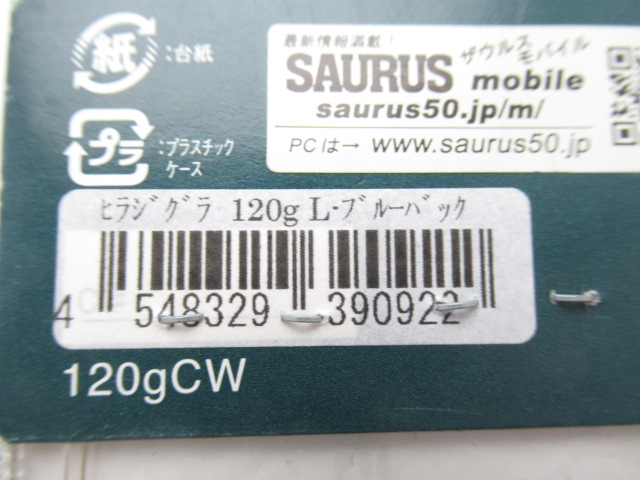 紙
:台紙
プラ
:プラスチック
ケース
最新情報満載!
SAURUS
ザウルス
モバイル
mobile
saurus50.jp/m/
PCは→ www.saurus50.jp
ﾋﾗｼﾞｸﾞﾗ 120g L-ﾌﾞﾙｰﾊﾞｯｸ
4 548329 390922
120gCW